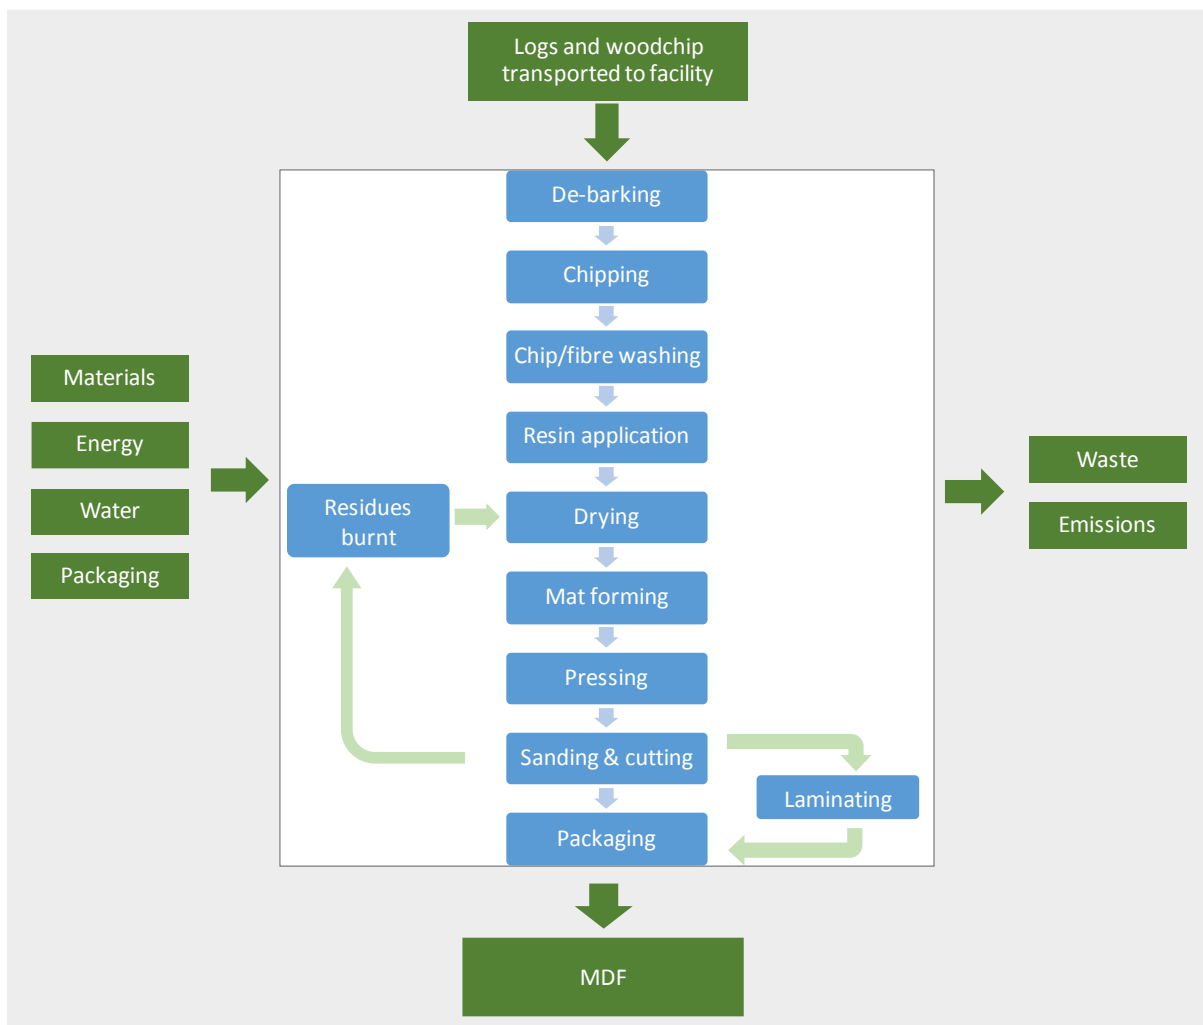 Logs and woodchip
transported to facility
De-barking
Chipping
Chip/fibre washing
Resin application
Drying
Mat forming
Pressing
Sanding & cutting
Packaging
Residues
burnt
Laminating
Materials
Energy
Water
Packaging
Waste
Emissions
MDF